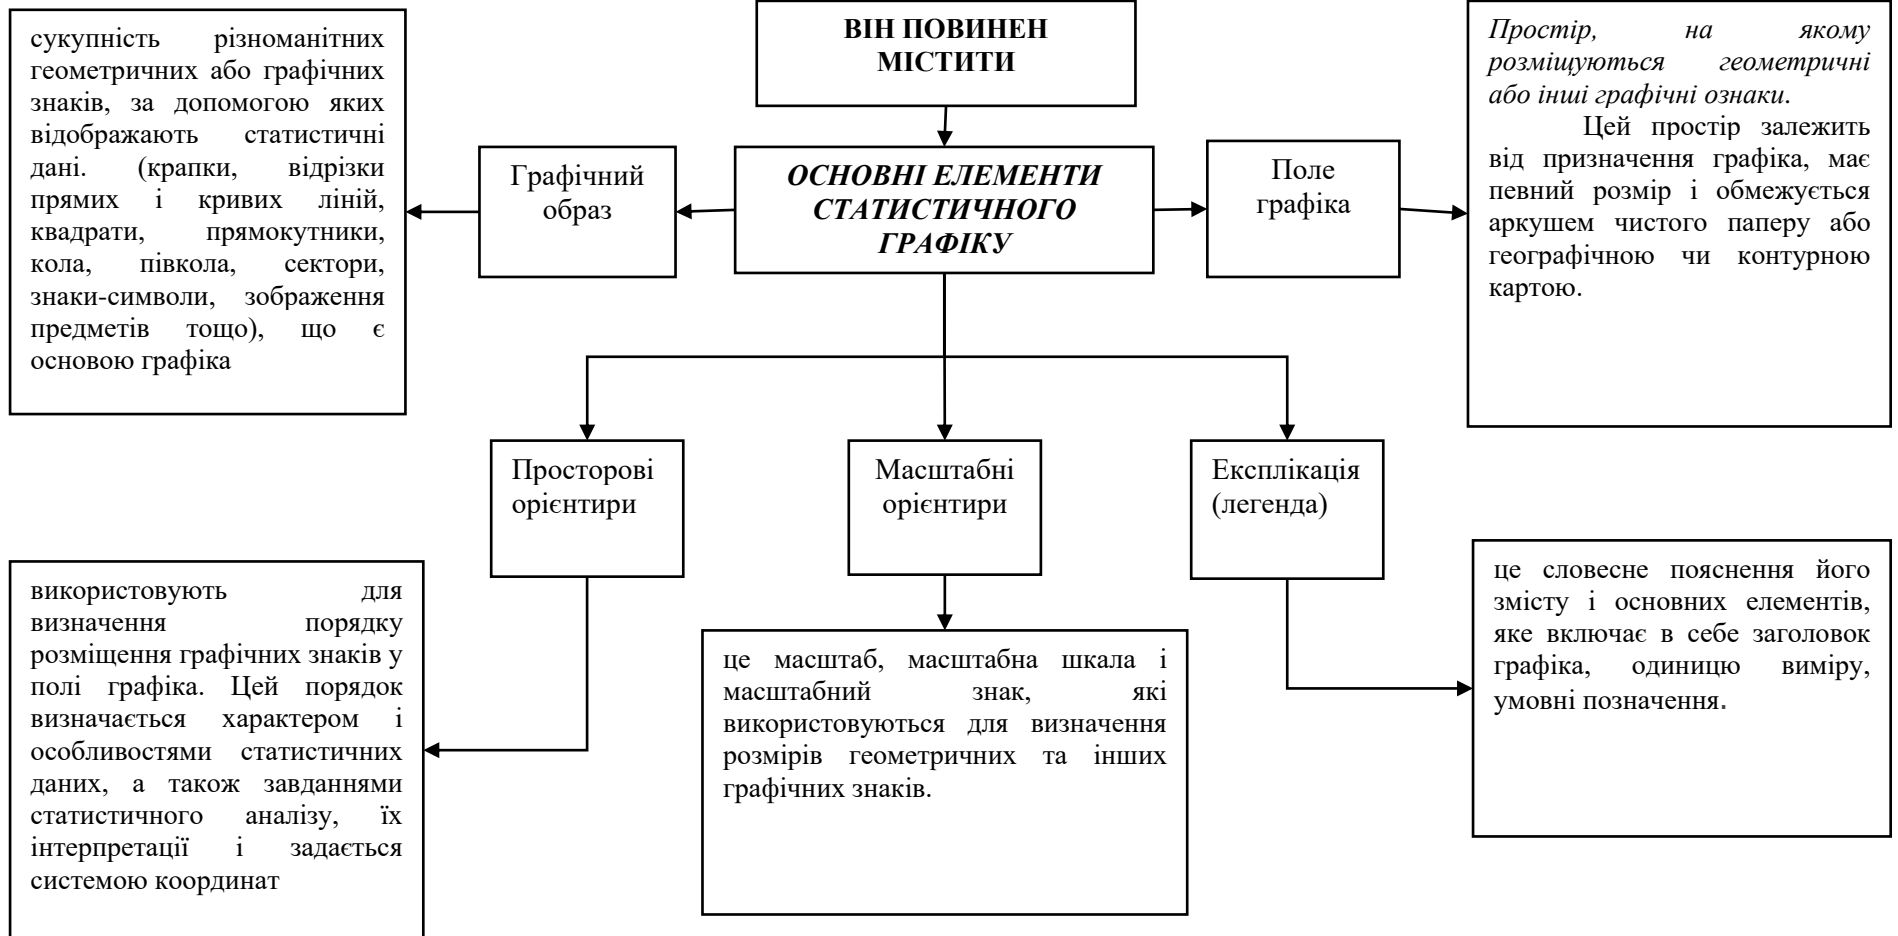 ВІН ПОВИНЕН
МІСТИТИ
ОСНОВНІ ЕЛЕМЕНТИ
СТАТИСТИЧНОГО
ГРАФІКУ
Графічний
образ
сукупність різноманітних
геометричних або графічних
знаків, за допомогою яких
відображають статистичні
дані. (крапки, відрізки
прямих і кривих ліній,
квадрати, прямокутники,
кола, півкола, сектори,
знаки-символи, зображення
предметів тощо), що є
основою графіка
Поле
графіка
Простір, на якому
розміщуються геометричні
або інші графічні ознаки.
Цей простір залежить
від призначення графіка, має
певний розмір і обмежується
аркушем чистого паперу або
географічною чи контурною
картою.
Просторові
орієнтири
використовують для
визначення порядку
розміщення графічних знаків у
полі графіка. Цей порядок
визначається характером і
особливостями статистичних
даних, а також завданнями
статистичного аналізу, їх
інтерпретації і задається
системою координат
Масштабні
орієнтири
це масштаб, масштабна шкала і
масштабний знак, які
використовуються для визначення
розмірів геометричних та інших
графічних знаків.
Експлікація
(легенда)
це словесне пояснення його
змісту і основних елементів,
яке включає в себе заголовок
графіка, одиницю виміру,
умовні позначення.